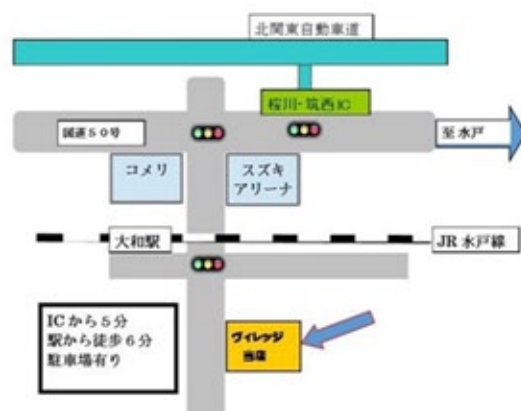 北関東自動車道
桜川・筑西IC
国道50号
至水戸
コメリ
スズキ
アリーナ
大和駅
JR水戸線
ICから5分
駅から徒歩6分
駐車場有り
ヴィレッジ
当店